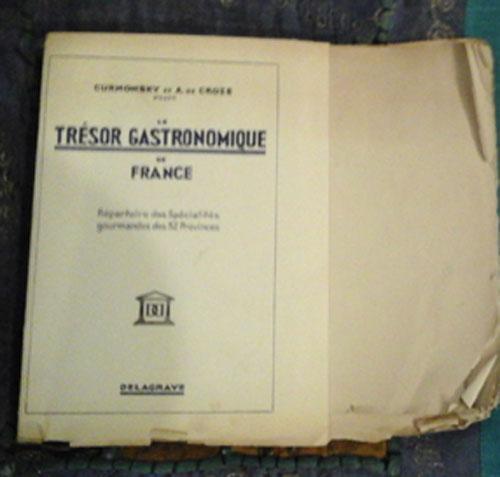 CURNONSKY ET A. DE CROZE
LE
TRÉSOR GASTRONOMIQUE
DE
FRANCE
Répertoire des Spécialités
gourmandes des 32 Provinces
DELAGRAVE